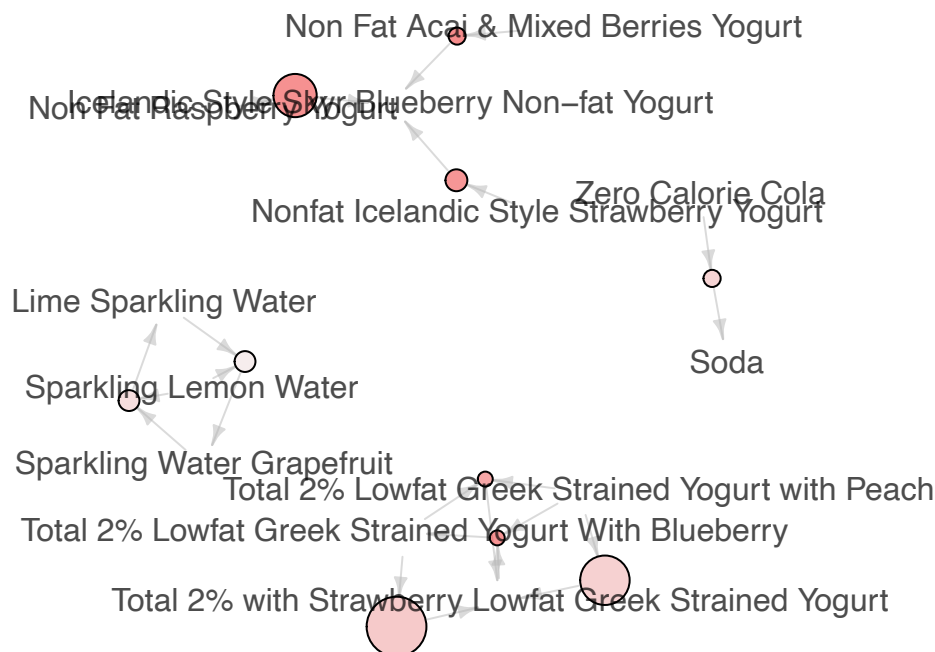 Non Fat Acai & Mixed Berries Yogurt
Icelandic Style Skyr Blueberry Non–fat Yogurt
Non Fat Raspberry Yogurt
Zero Calorie Cola
Nonfat Icelandic Style Strawberry Yogurt
Lime Sparkling Water
Soda
Sparkling Lemon Water
Sparkling Water Grapefruit
Total 2% Lowfat Greek Strained Yogurt with Peach
Total 2% Lowfat Greek Strained Yogurt With Blueberry
Total 2% with Strawberry Lowfat Greek Strained Yogurt